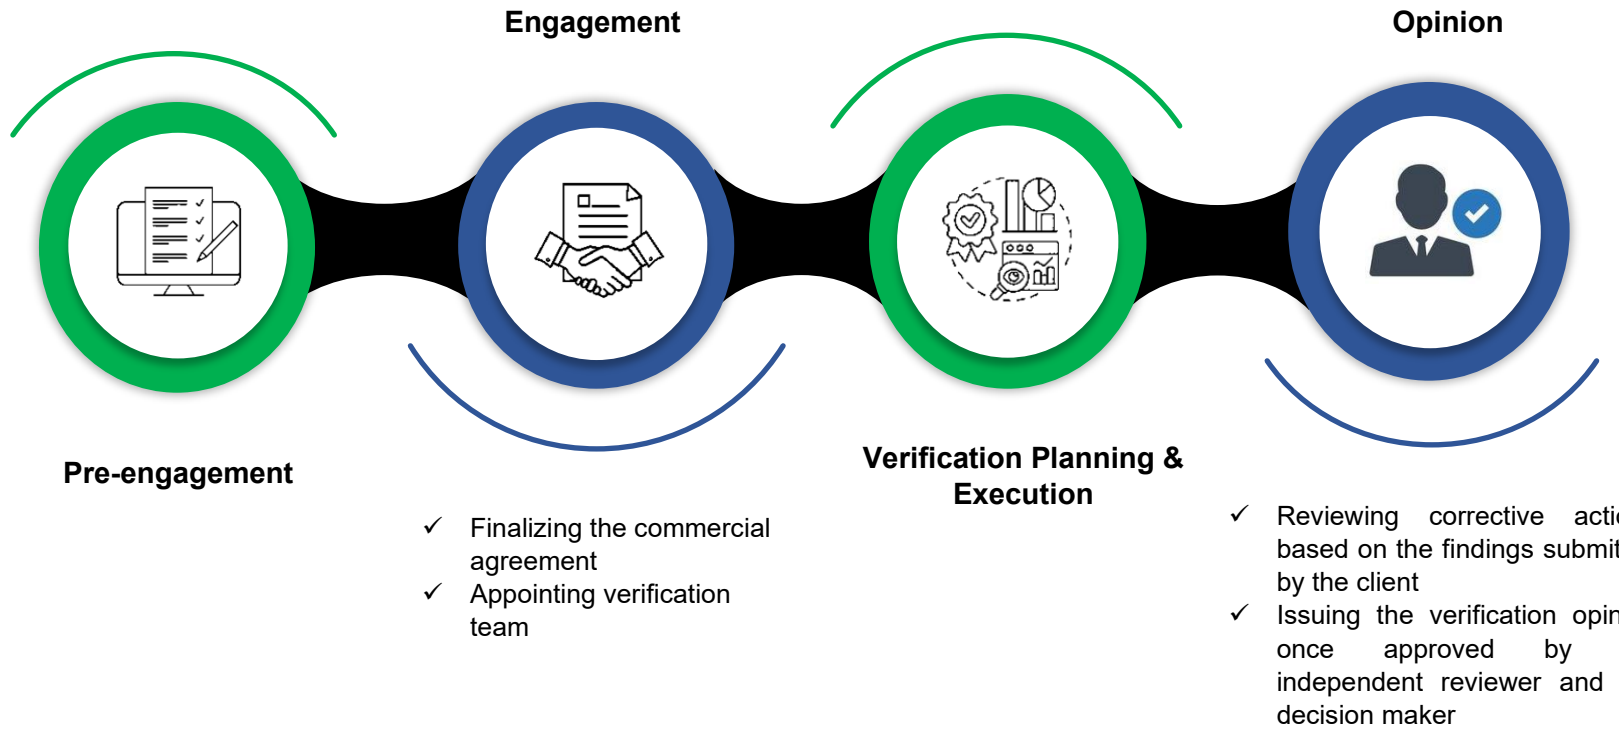 Engagement
Opinion
Pre-engagement
Verification Planning &
Execution
✓ Finalizing the commercial
agreement
✓ Appointing verification
team
✓ Reviewing corrective
based on the findings
by the client
✓ Issuing the verification
once approved by
independent reviewer and
decision maker